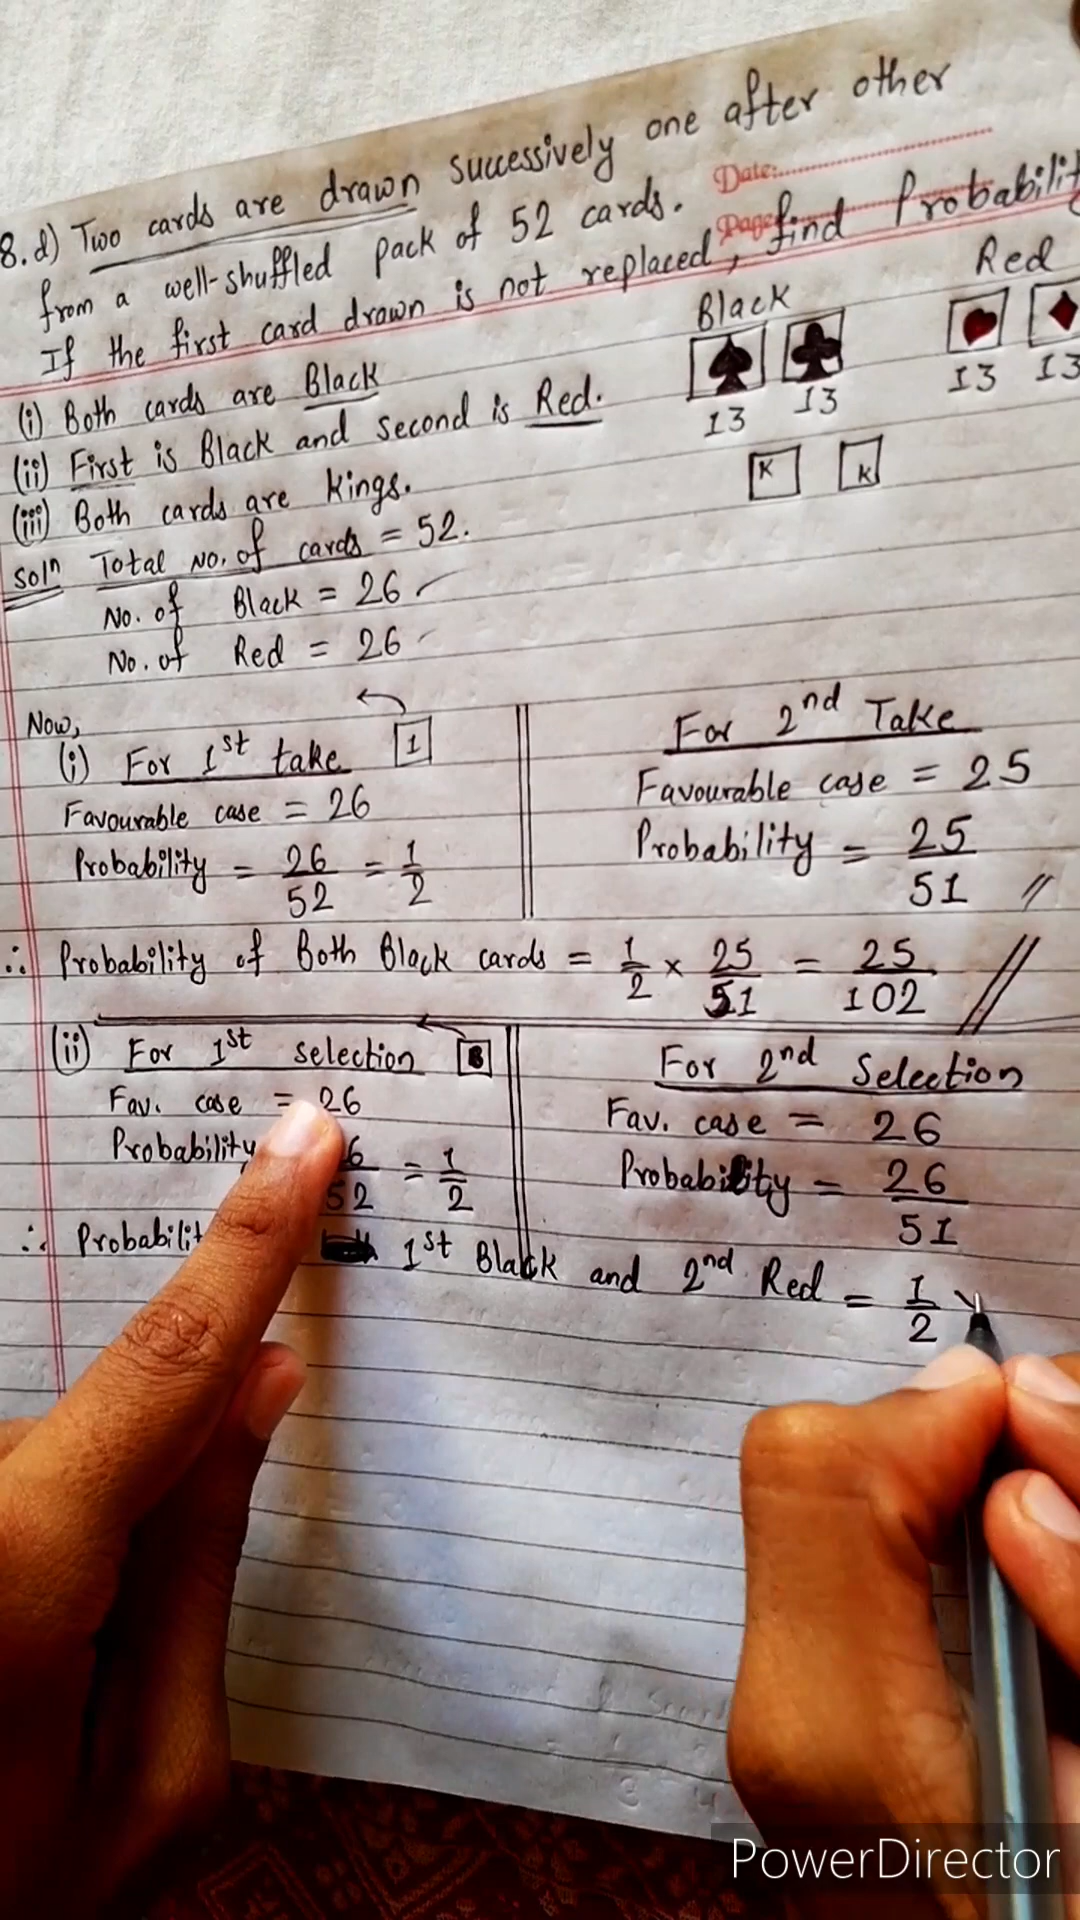 8.d) Two cards are drawn successively one after other
Date:
Page:
from a well-shuffled pack of 52 cards.
If the first card drawn is not replaced, find Probability
(i) Both cards are Black
(ii) First is Black and second is Red.
(iii) Both cards are Kings.
Black
Red
13 13
13 13
K K
Soln Total No. of cards = 52.
No. of Black = 26
No. of Red = 26
Now,
(i) For 1st take
1
Favourable case = 26
Probability = 26/52 = 1/2
For 2nd Take
Favourable case = 25
Probability = 25/51 //
∴ Probability of Both Black cards = 1/2 × 25/51 = 25/102 //
(ii) For 1st selection
B
Fav. case = 26
Probability 6/52 = 1/2
For 2nd Selection
Fav. case = 26
Probability = 26/51
∴ Probabilit 1st Black and 2nd Red = 1/2
PowerDirector